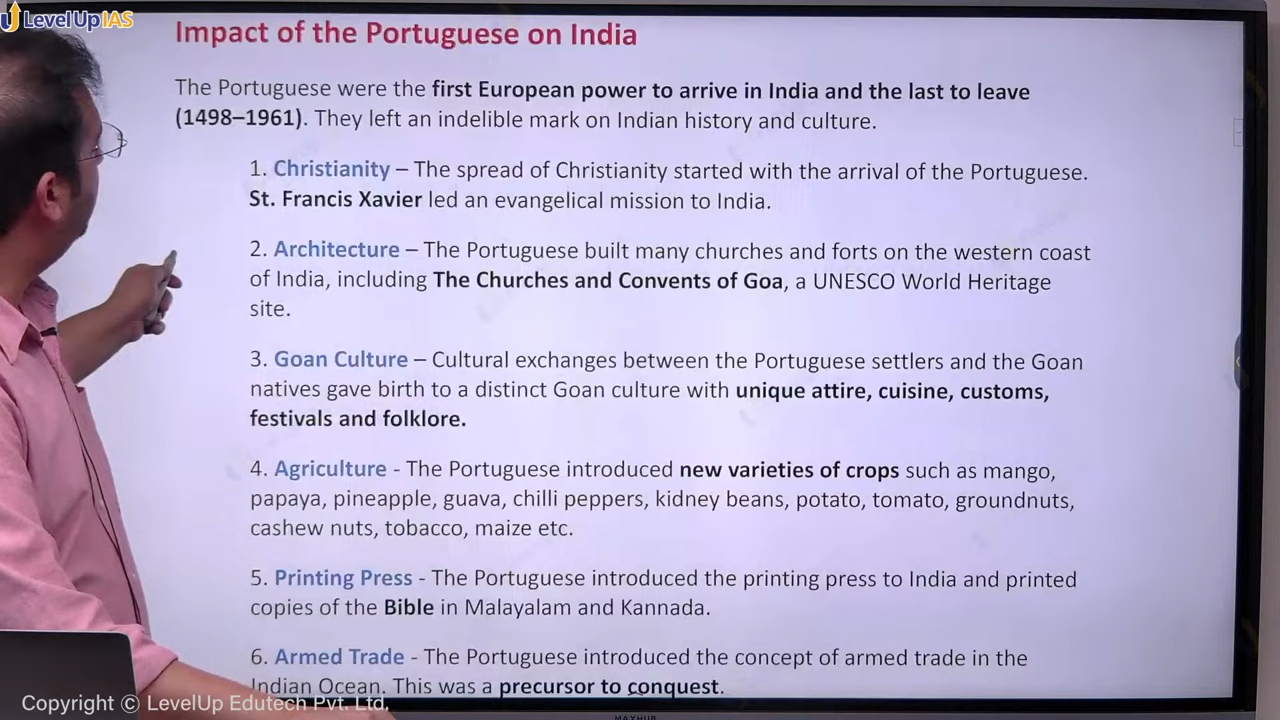 LevelUp IAS
Impact of the Portuguese on India
The Portuguese were the first European power to arrive in India and the last to leave
(1498–1961). They left an indelible mark on Indian history and culture.
1. Christianity – The spread of Christianity started with the arrival of the Portuguese.
St. Francis Xavier led an evangelical mission to India.
2. Architecture – The Portuguese built many churches and forts on the western coast
of India, including The Churches and Convents of Goa, a UNESCO World Heritage
site.
3. Goan Culture – Cultural exchanges between the Portuguese settlers and the Goan
natives gave birth to a distinct Goan culture with unique attire, cuisine, customs,
festivals and folklore.
4. Agriculture - The Portuguese introduced new varieties of crops such as mango,
papaya, pineapple, guava, chilli peppers, kidney beans, potato, tomato, groundnuts,
cashew nuts, tobacco, maize etc.
5. Printing Press - The Portuguese introduced the printing press to India and printed
copies of the Bible in Malayalam and Kannada.
6. Armed Trade - The Portuguese introduced the concept of armed trade in the
Indian Ocean. This was a precursor to conquest.
Copyright © LevelUp Edutech Pvt. Ltd.
MAXHUB